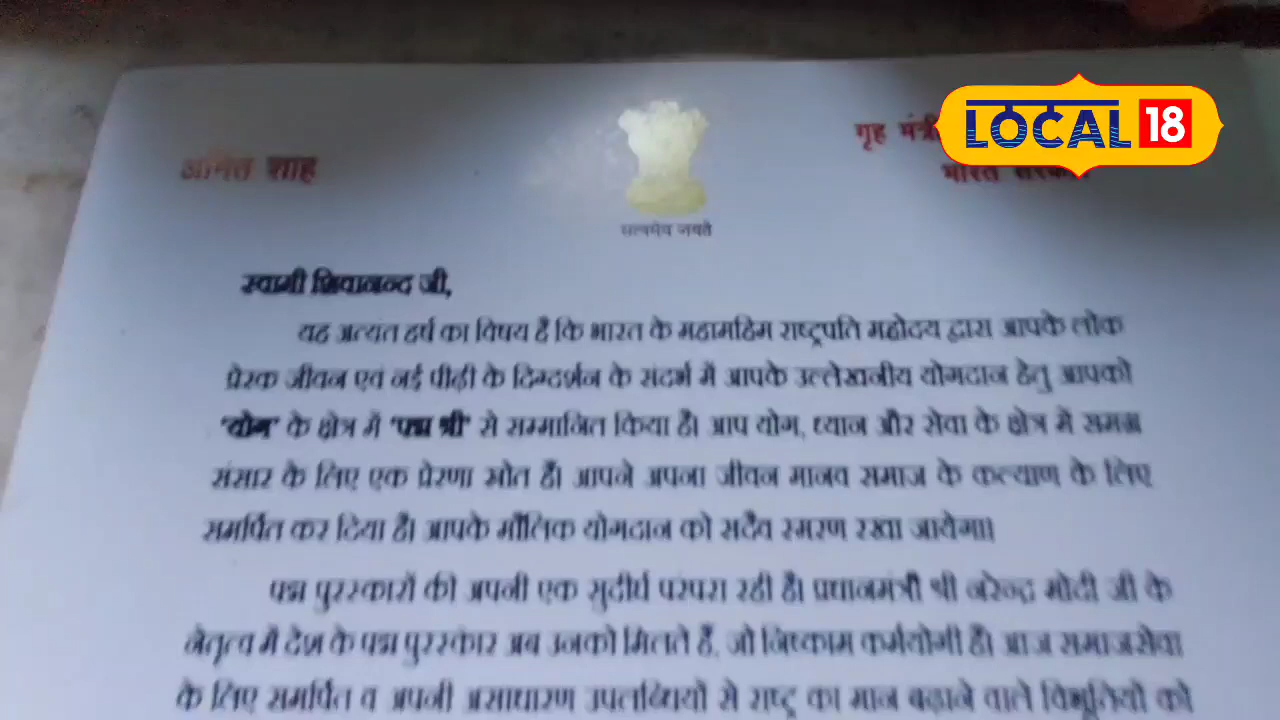 अमित शाह
गृह मंत्री
भारत सरकार
LOCAL 18
सत्यमेव जयते
स्वामी शिवानन्द जी,
यह अत्यंत हर्ष का विषय है कि भारत के महामहिम राष्ट्रपति महोदय द्वारा आपके लोक
प्रेरक जीवन एवं नई पीढ़ी के दिग्दर्शन के संदर्भ में आपके उल्लेखनीय योगदान हेतु आपको
'योग' के क्षेत्र में 'पद्म श्री' से सम्मानित किया है। आप योग, ध्यान और सेवा के क्षेत्र में समग्र
संसार के लिए एक प्रेरणा स्रोत हैं। आपने अपना जीवन मानव समाज के कल्याण के लिए
समर्पित कर दिया है। आपके मौलिक योगदान को सदैव स्मरण रखा जायेगा।
पद्म पुरस्कारों की अपनी एक सुदीर्घ परंपरा रही है। प्रधानमंत्री श्री नरेन्द्र मोदी जी के
नेतृत्व में देश के पद्म पुरस्कार अब उनको मिलते हैं, जो निष्काम कर्मयोगी हैं। आज समाजसेवा
के लिए समर्पित व अपनी असाधारण उपलब्धियों से राष्ट्र का मान बढ़ाने वाले विभूतियों को